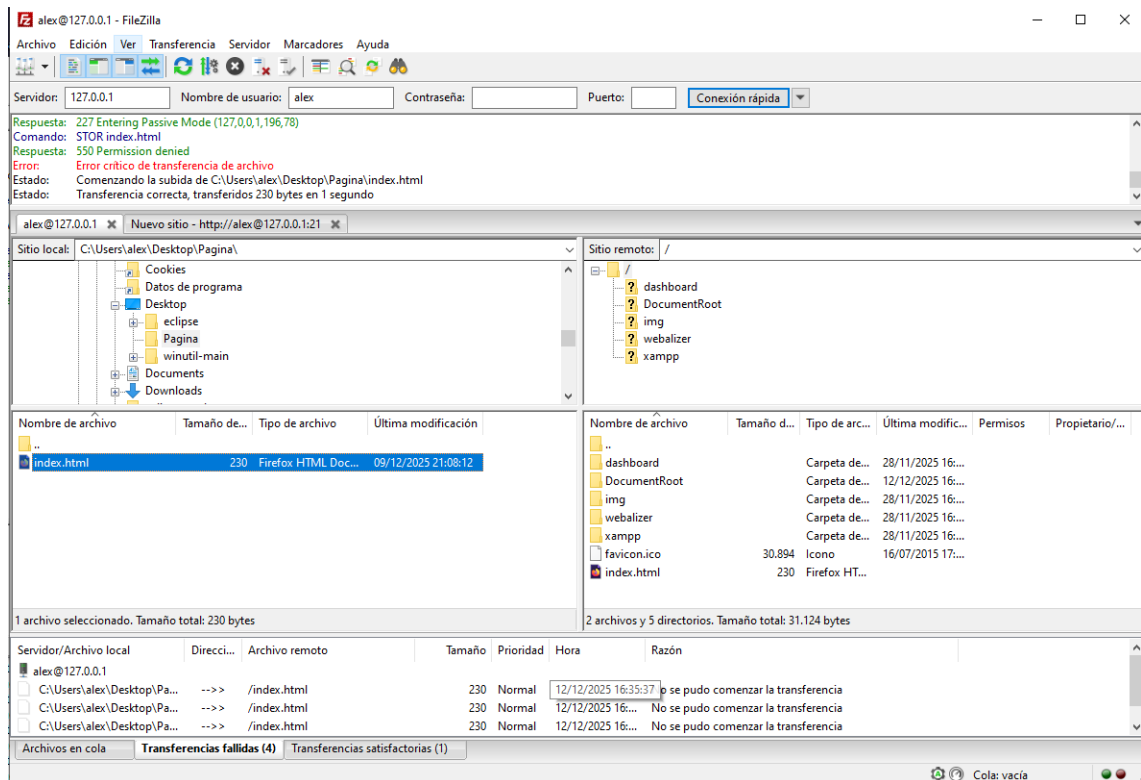 alex@127.0.0.1 - FileZilla
Archivo Edición Ver Transferencia Servidor Marcadores Ayuda
Servidor: 127.0.0.1 Nombre de usuario: alex Contraseña: Puerto: Conexión rápida
Respuesta: 227 Entering Passive Mode (127,0,0,1,196,78)
Comando: STOR index.html
Respuesta: 550 Permission denied
Error: Error crítico de transferencia de archivo
Estado: Comenzando la subida de C:\Users\alex\Desktop\Pagina\index.html
Estado: Transferencia correcta, transferidos 230 bytes en 1 segundo
alex@127.0.0.1 Nuevo sitio - http://alex@127.0.0.1:21
Sitio local: C:\Users\alex\Desktop\Pagina\
Cookies
Datos de programa
Desktop
eclipse
Pagina
winutil-main
Documents
Downloads
Sitio remoto: /
/
dashboard
DocumentRoot
img
webalizer
xampp
Nombre de archivo Tamaño de... Tipo de archivo Última modificación
..
index.html 230 Firefox HTML Doc... 09/12/2025 21:08:12
1 archivo seleccionado. Tamaño total: 230 bytes
Nombre de archivo Tamaño d... Tipo de arc... Última modific... Permisos Propietario/...
..
dashboard Carpeta de... 28/11/2025 16:...
DocumentRoot Carpeta de... 12/12/2025 16:...
img Carpeta de... 28/11/2025 16:...
webalizer Carpeta de... 28/11/2025 16:...
xampp Carpeta de... 28/11/2025 16:...
favicon.ico 30.894 Icono 16/07/2015 17:...
index.html 230 Firefox HT...
2 archivos y 5 directorios. Tamaño total: 31.124 bytes
Servidor/Archivo local Direcci... Archivo remoto Tamaño Prioridad Hora Razón
alex@127.0.0.1
C:\Users\alex\Desktop\Pa... -->> /index.html 230 Normal 12/12/2025 16:35:37 o se pudo comenzar la transferencia
C:\Users\alex\Desktop\Pa... -->> /index.html 230 Normal 12/12/2025 16:... No se pudo comenzar la transferencia
C:\Users\alex\Desktop\Pa... -->> /index.html 230 Normal 12/12/2025 16:... No se pudo comenzar la transferencia
Archivos en cola Transferencias fallidas (4) Transferencias satisfactorias (1)
Cola: vacía